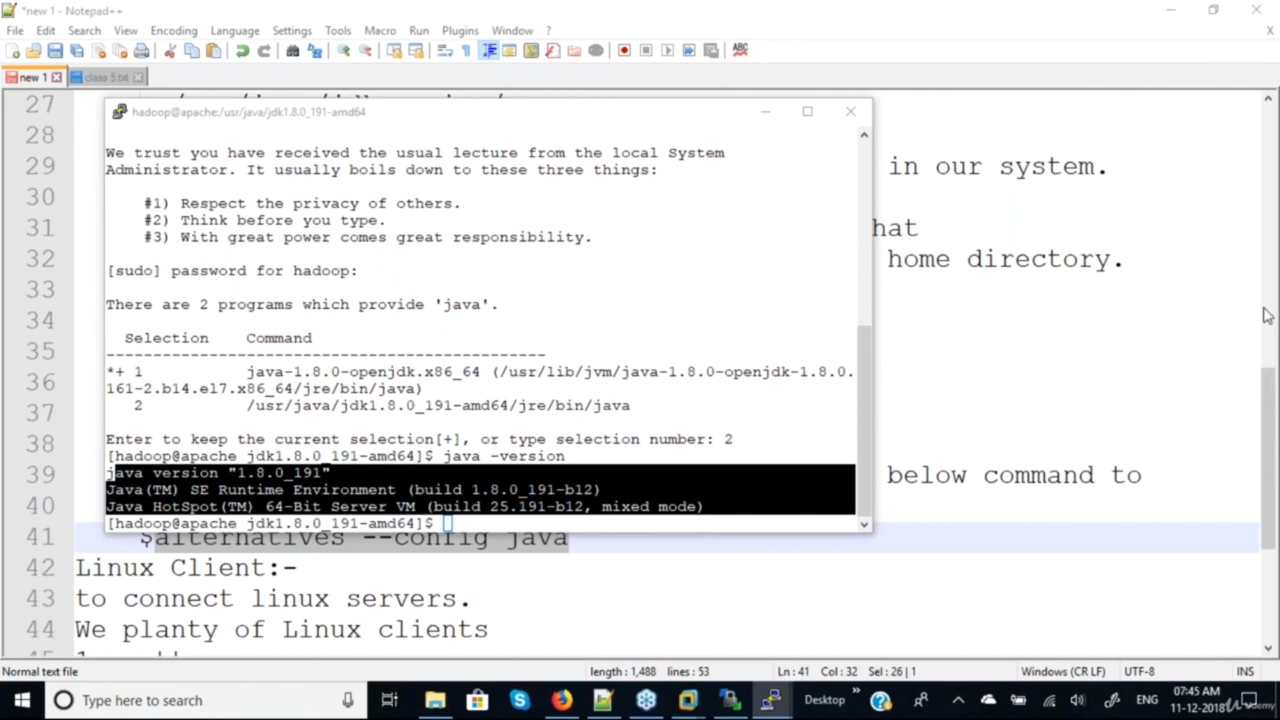 *new 1 - Notepad++
File Edit Search View Encoding Language Settings Tools Macro Run Plugins Window ?
X
ABC
new 1 class 5.txt
27
hadoop@apache:/usr/java/jdk1.8.0_191-amd64
28
We trust you have received the usual lecture from the local System
29 in our system.
Administrator. It usually boils down to these three things:
30
#1) Respect the privacy of others.
#2) Think before you type.
31 hat
#3) With great power comes great responsibility.
32 home directory.
[sudo] password for hadoop:
33
There are 2 programs which provide 'java'.
34
Selection Command
35
-----------------------------------------------
*+ 1 java-1.8.0-openjdk.x86_64 (/usr/lib/jvm/java-1.8.0-openjdk-1.8.0.
36
161-2.b14.el7.x86_64/jre/bin/java)
2 /usr/java/jdk1.8.0_191-amd64/jre/bin/java
37
Enter to keep the current selection[+], or type selection number: 2
38
[hadoop@apache jdk1.8.0_191-amd64]$ java -version
java version "1.8.0_191"
39 below command to
Java(TM) SE Runtime Environment (build 1.8.0_191-b12)
40
Java HotSpot(TM) 64-Bit Server VM (build 25.191-b12, mixed mode)
[hadoop@apache jdk1.8.0_191-amd64]$
41 $alternatives --config java
42 Linux Client:-
43 to connect linux servers.
44 We planty of Linux clients
Normal text file length : 1,488 lines : 53 Ln : 41 Col : 32 Sel : 26 | 1 Windows (CR LF) UTF-8 INS
Type here to search Desktop ENG 07:45 AM
11-12-2018
Udemy